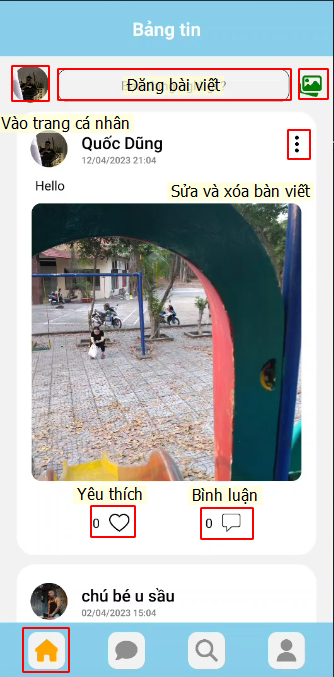 Bảng tin
Đăng bài viết
Vào trang cá nhân
Quốc Dũng
12/04/2023 21:04
Hello
Sửa và xóa bàn viết
Yêu thích
Bình luận
0
0
chú bé u sầu
02/04/2023 15:04